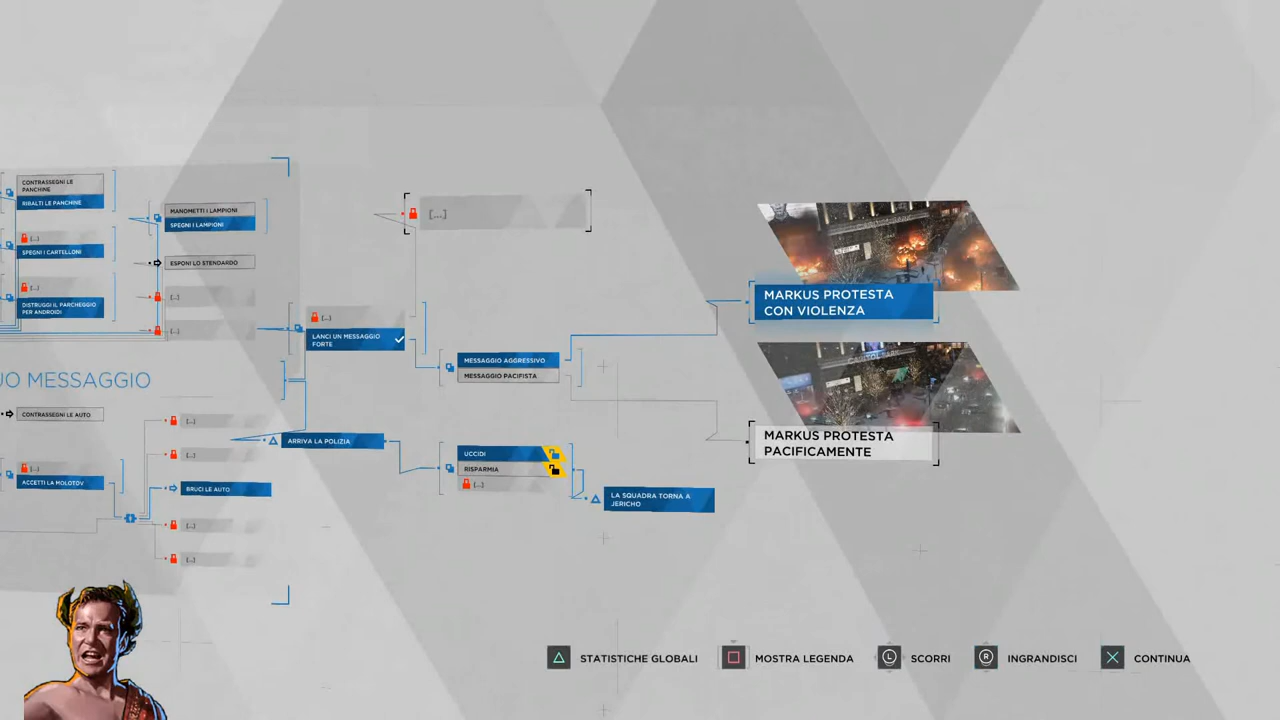 CONTRASSEGNI LE
PANCHINE
RIBALTI LE PANCHINE
[...]
SPEGNI I CARTELLONI
[...]
DISTRUGGI IL PARCHEGGIO
PER ANDROIDI
MANOMETTI I LAMPIONI
SPEGNI I LAMPIONI
ESPONI LO STENDARDO
[...]
[...]
UO MESSAGGIO
CONTRASSEGNI LE AUTO
[...]
ACCETTI LA MOLOTOV
[...]
[...]
BRUCI LE AUTO
[...]
[...]
[...]
LANCI UN MESSAGGIO
FORTE
ARRIVA LA POLIZIA
[...]
MESSAGGIO AGGRESSIVO
MESSAGGIO PACIFISTA
UCCIDI
RISPARMIA
[...]
LA SQUADRA TORNA A
JERICHO
CAPITOL PARK
MARKUS PROTESTA
CON VIOLENZA
MARKUS PROTESTA
PACIFICAMENTE
STATISTICHE GLOBALI
MOSTRA LEGENDA
L
SCORRI
R
INGRANDISCI
CONTINUA